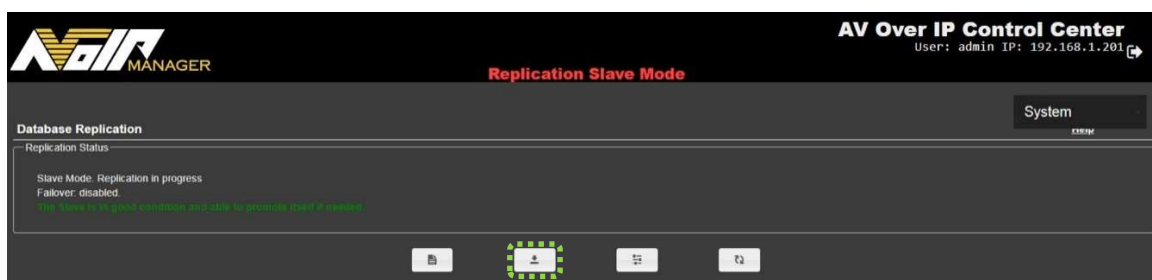 AVoIP MANAGER
AV Over IP Control Center
User: admin IP: 192.168.1.201
Replication Slave Mode
System
Database Replication
Help
Replication Status
Slave Mode. Replication in progress
Failover: disabled.
The Slave is in good condition and able to promote itself if needed.